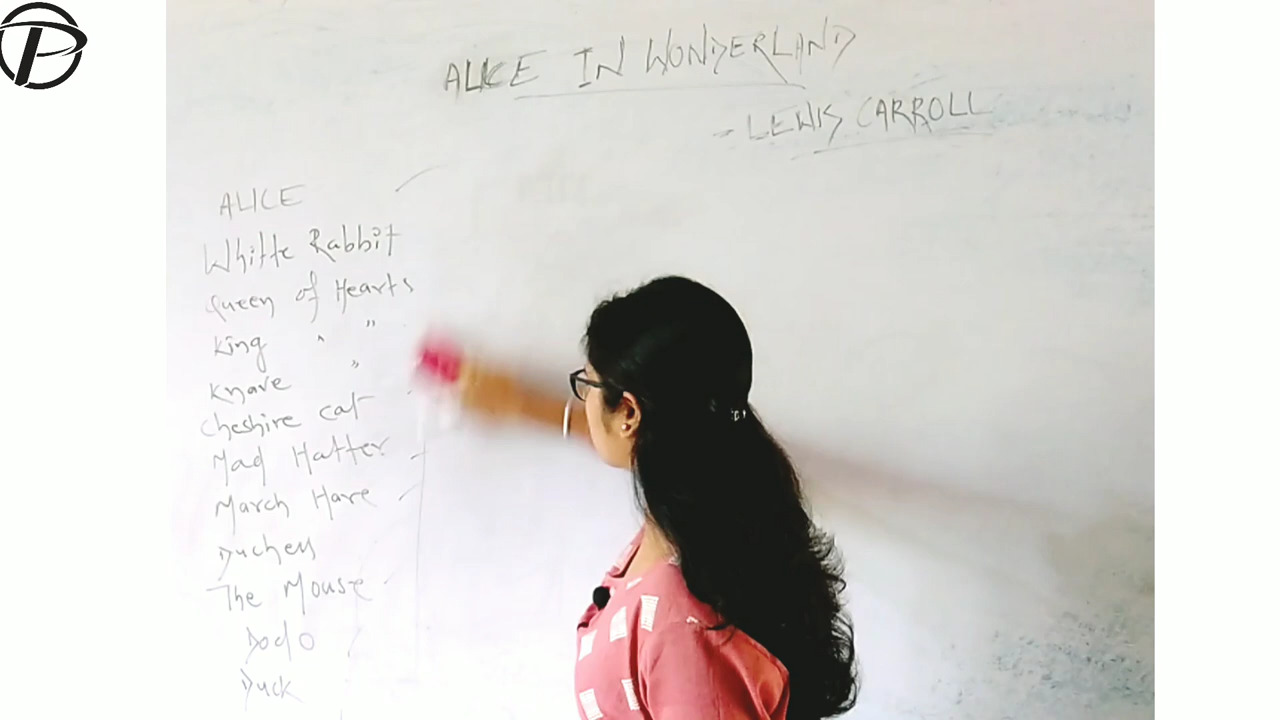 ALICE IN WONDERLAND
- LEWIS CARROLL
ALICE
White Rabbit
Queen of Hearts
King " "
Knave "
Cheshire cat
Mad Hatter
March Hare
Duchess
The Mouse
Dodo
Duck